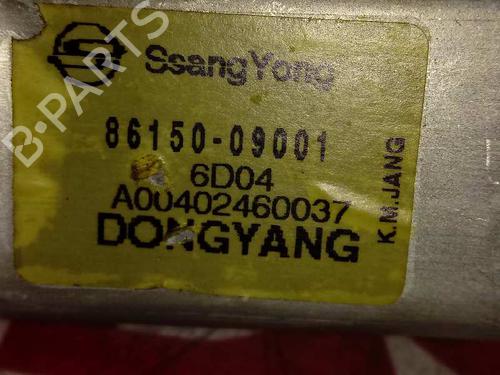 SsangYong
86150-09001
6D04
A00402460037
DONGYANG
K.M.JANG
B-PARTS